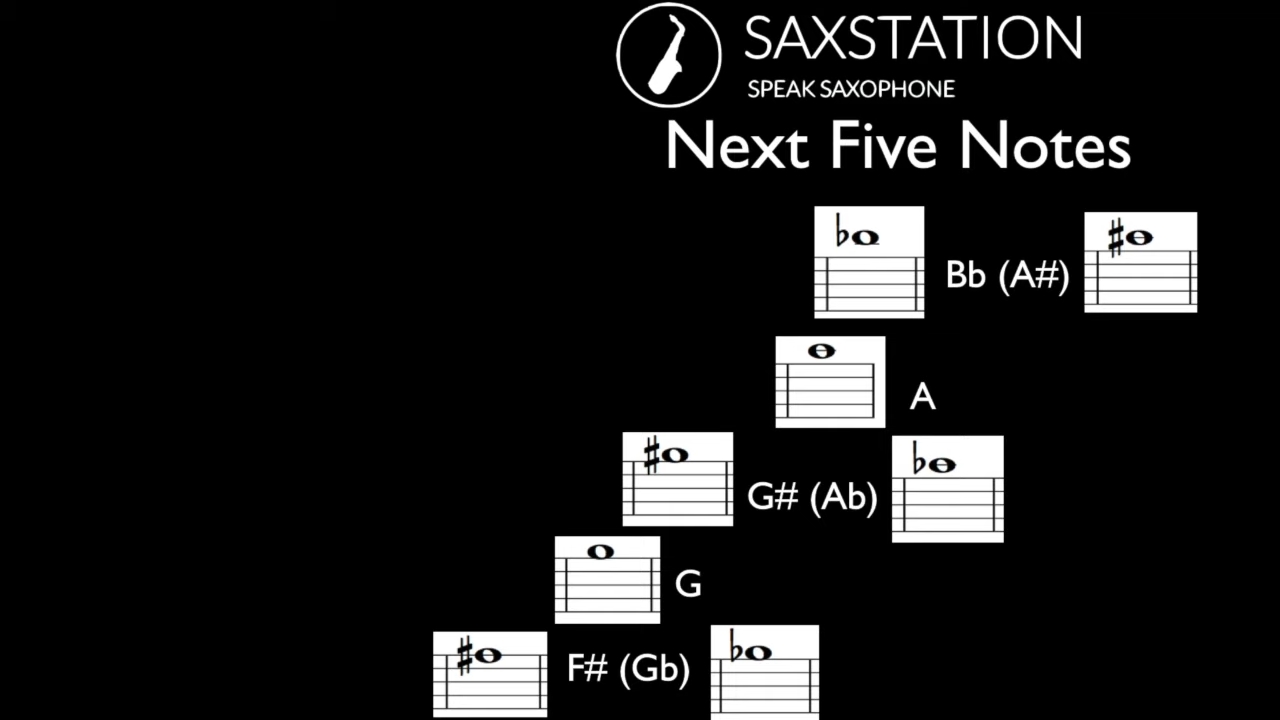 SAXSTATION
SPEAK SAXOPHONE
Next Five Notes
Bb (A#)
A
G# (Ab)
G
F# (Gb)